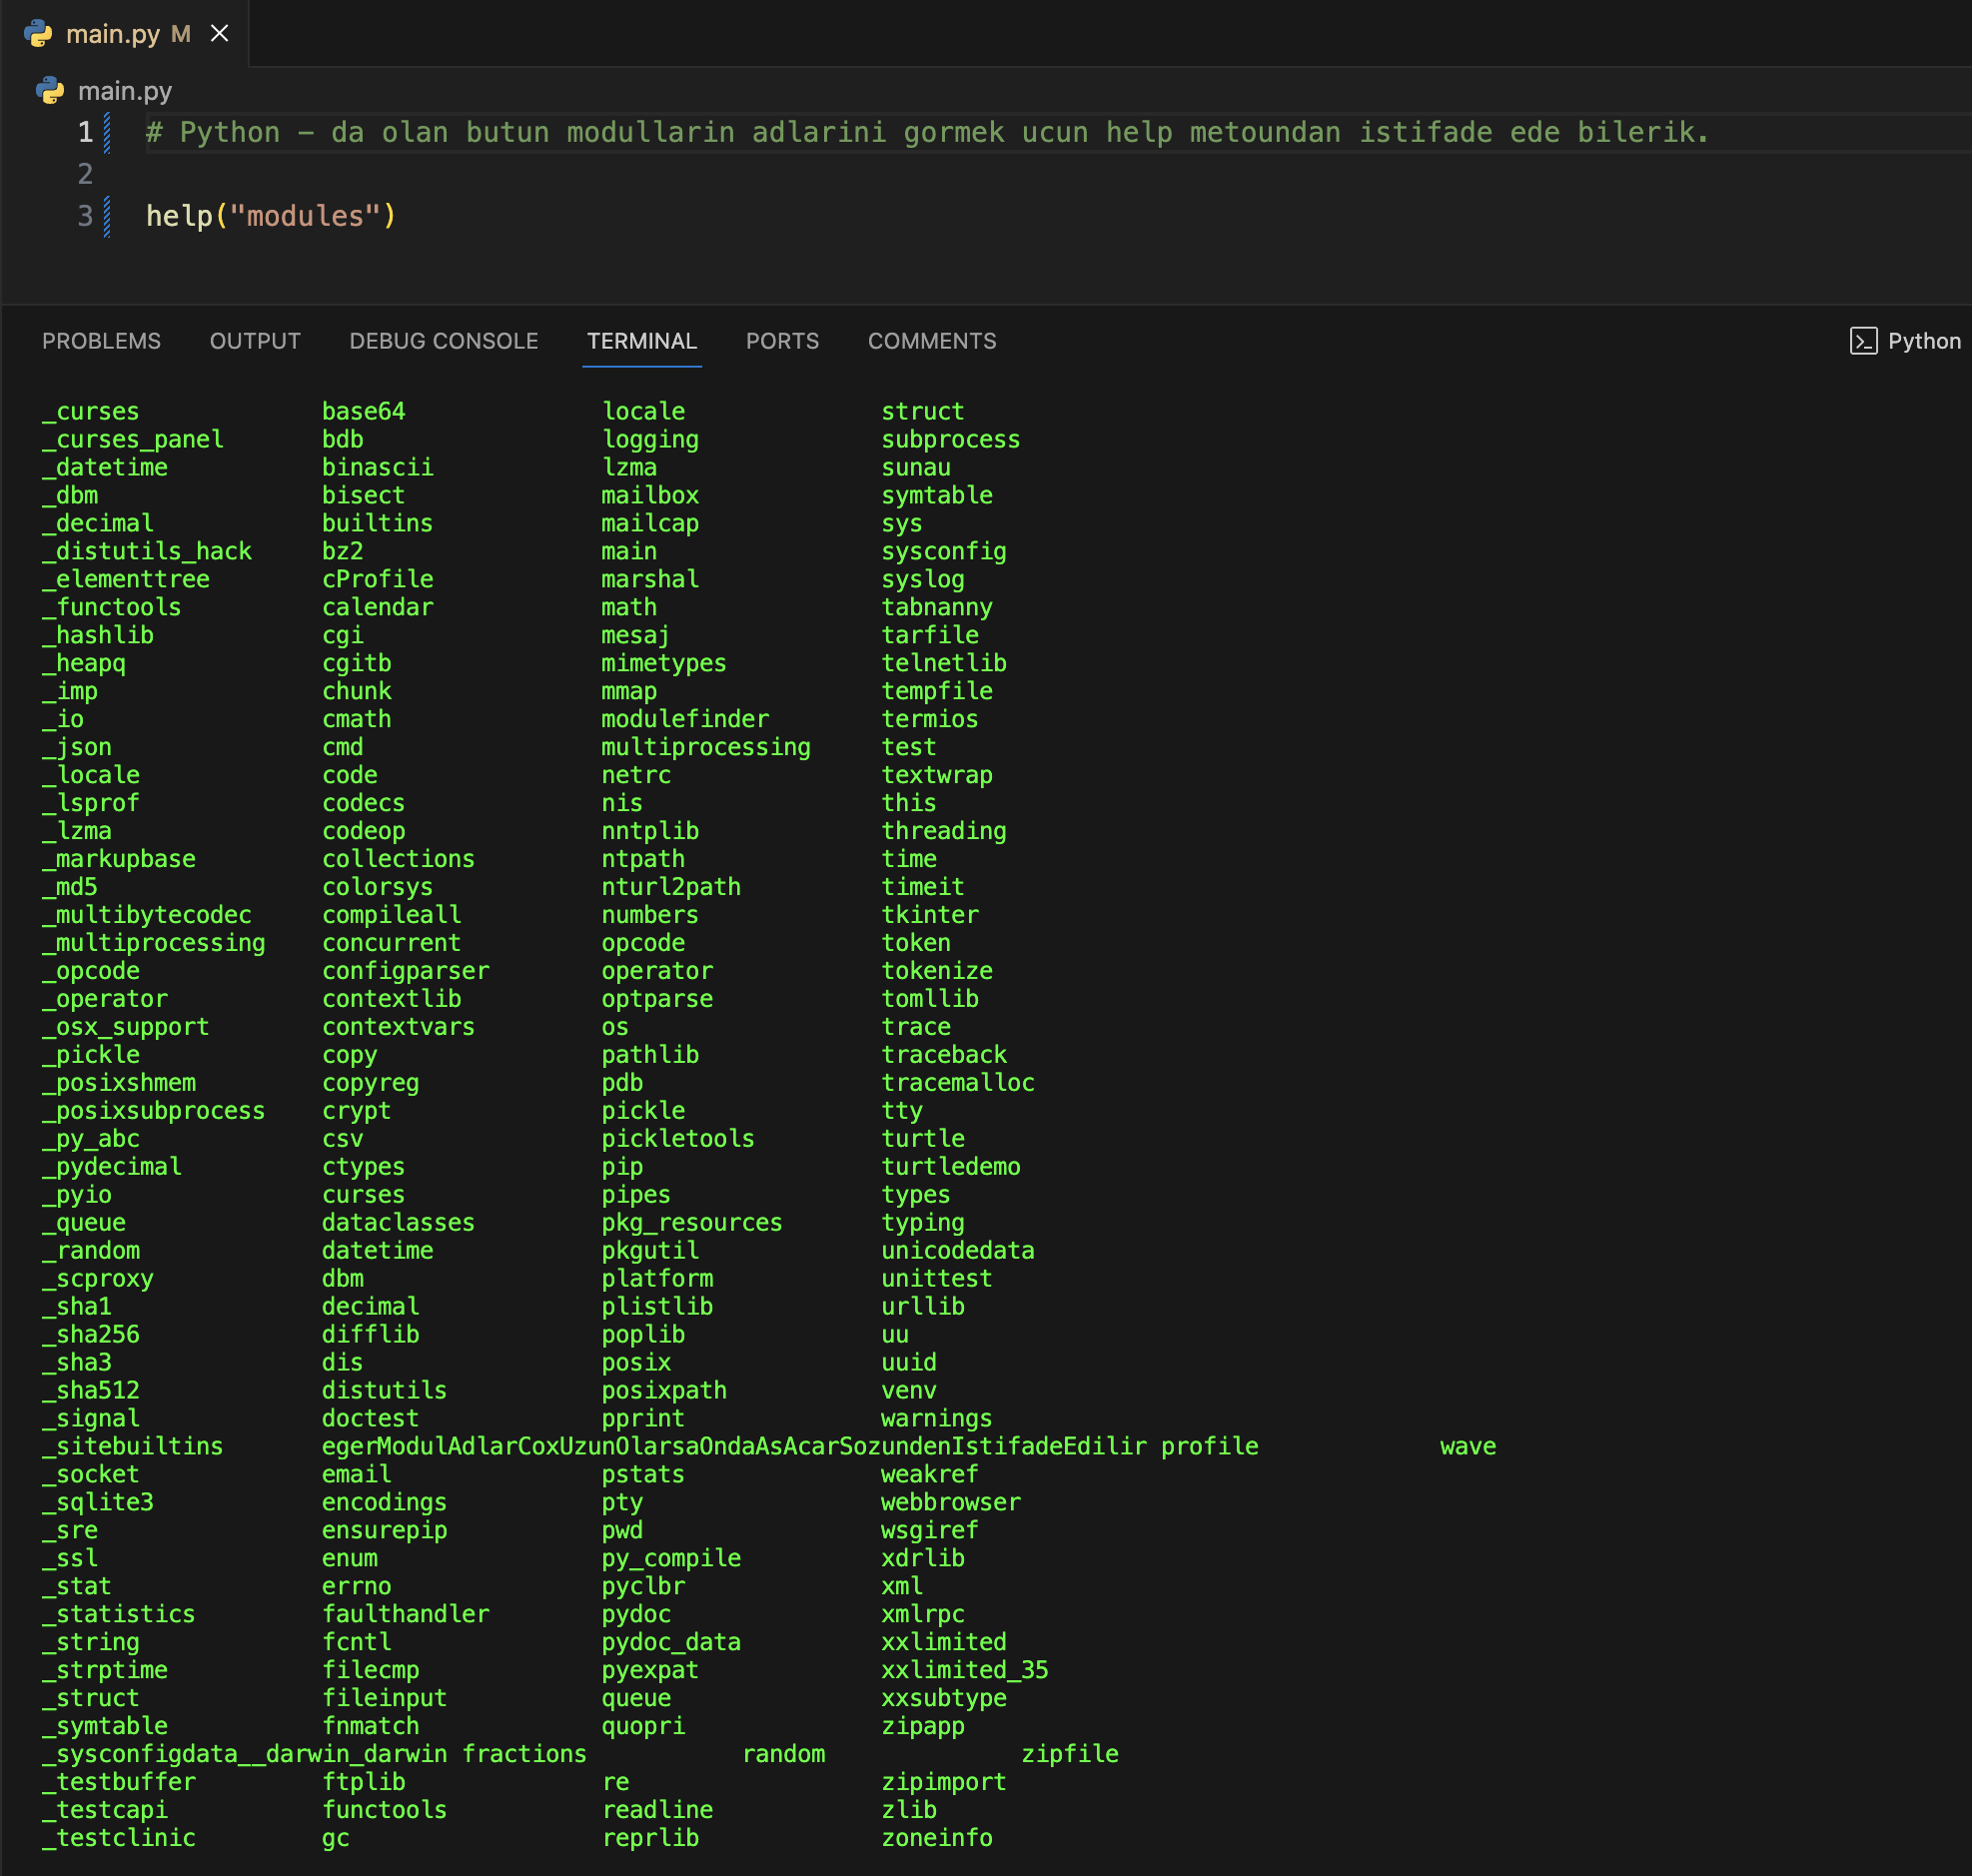 main.py M
main.py
1 # Python – da olan butun modullarin adlarini gormek ucun help metoundan istifade ede bilerik.
2
3 help("modules")
PROBLEMS OUTPUT DEBUG CONSOLE TERMINAL PORTS COMMENTS Python
_curses base64 locale struct
_curses_panel bdb logging subprocess
_datetime binascii lzma sunau
_dbm bisect mailbox symtable
_decimal builtins mailcap sys
_distutils_hack bz2 main sysconfig
_elementtree cProfile marshal syslog
_functools calendar math tabnanny
_hashlib cgi mesaj tarfile
_heapq cgitb mimetypes telnetlib
_imp chunk mmap tempfile
_io cmath modulefinder termios
_json cmd multiprocessing test
_locale code netrc textwrap
_lsprof codecs nis this
_lzma codeop nntplib threading
_markupbase collections ntpath time
_md5 colorsys nturl2path timeit
_multibytecodec compileall numbers tkinter
_multiprocessing concurrent opcode token
_opcode configparser operator tokenize
_operator contextlib optparse tomllib
_osx_support contextvars os trace
_pickle copy pathlib traceback
_posixshmem copyreg pdb tracemalloc
_posixsubprocess crypt pickle tty
_py_abc csv pickletools turtle
_pydecimal ctypes pip turtledemo
_pyio curses pipes types
_queue dataclasses pkg_resources typing
_random datetime pkgutil unicodedata
_scproxy dbm platform unittest
_sha1 decimal plistlib urllib
_sha256 difflib poplib uu
_sha3 dis posix uuid
_sha512 distutils posixpath venv
_signal doctest pprint warnings
_sitebuiltins egerModulAdlarCoxUzunOlarsaOndaAsAcarSozundenIstifadeEdilir profile wave
_socket email pstats weakref
_sqlite3 encodings pty webbrowser
_sre ensurepip pwd wsgiref
_ssl enum py_compile xdrlib
_stat errno pyclbr xml
_statistics faulthandler pydoc xmlrpc
_string fcntl pydoc_data xxlimited
_strptime filecmp pyexpat xxlimited_35
_struct fileinput queue xxsubtype
_symtable fnmatch quopri zipapp
_sysconfigdata__darwin_darwin fractions random zipfile
_testbuffer ftplib re zipimport
_testcapi functools readline zlib
_testclinic gc reprlib zoneinfo